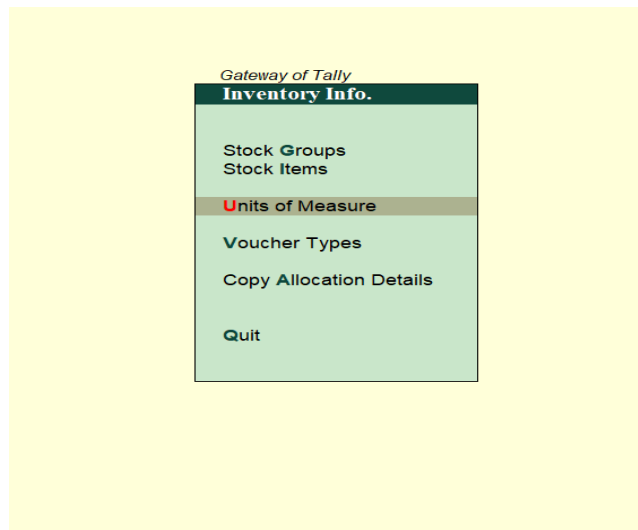 Gateway of Tally
Inventory Info.
Stock Groups
Stock Items
Units of Measure
Voucher Types
Copy Allocation Details
Quit